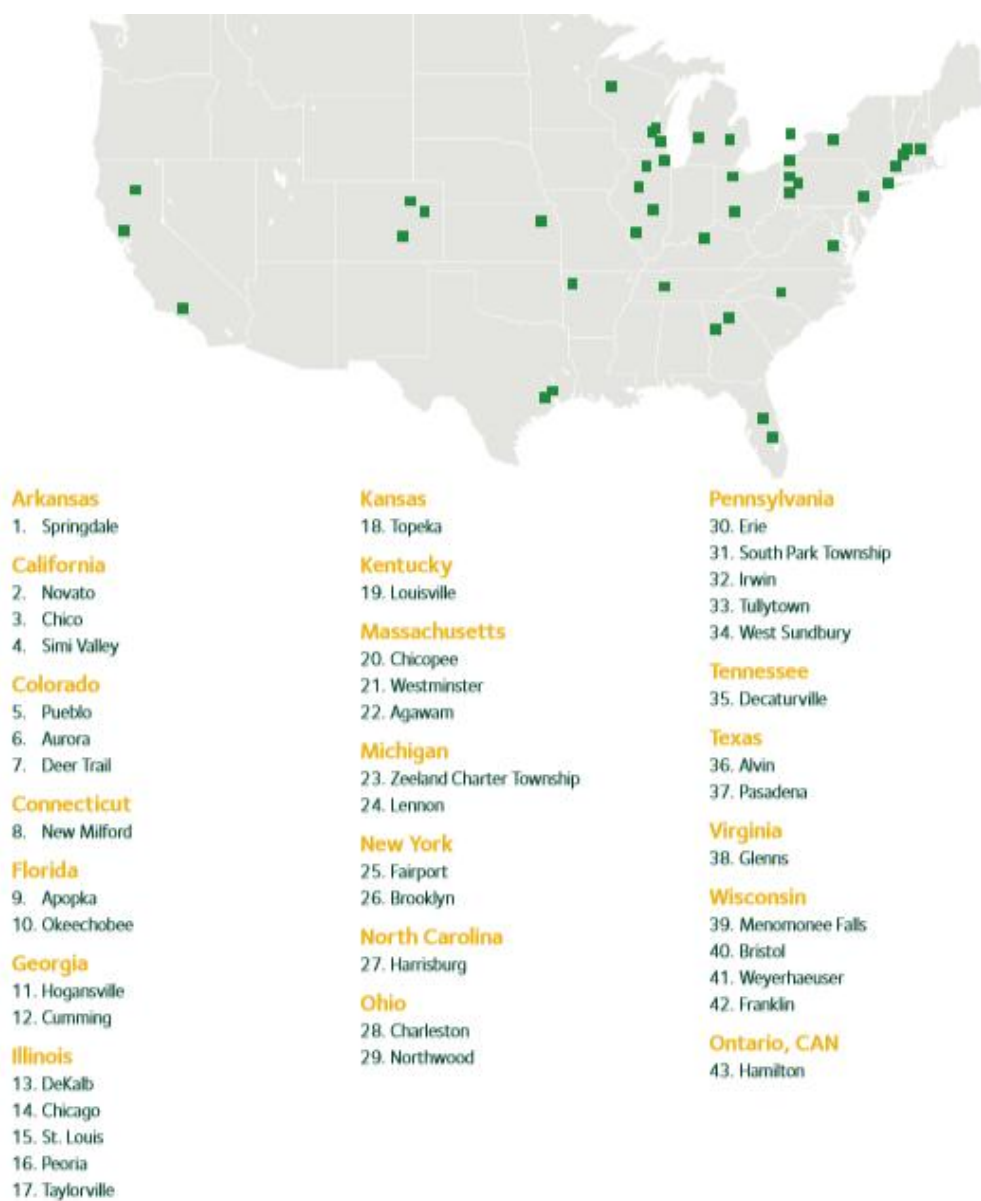 Arkansas
1. Springdale
California
2. Novato
3. Chico
4. Simi Valley
Colorado
5. Pueblo
6. Aurora
7. Deer Trail
Connecticut
8. New Milford
Florida
9. Apopka
10. Okeechobee
Georgia
11. Hogansville
12. Cumming
Illinois
13. DeKalb
14. Chicago
15. St. Louis
16. Peoria
17. Taylorville
Kansas
18. Topeka
Kentucky
19. Louisville
Massachusetts
20. Chicopee
21. Westminster
22. Agawam
Michigan
23. Zeeland Charter Township
24. Lennon
New York
25. Fairport
26. Brooklyn
North Carolina
27. Harrisburg
Ohio
28. Charleston
29. Northwood
Pennsylvania
30. Erie
31. South Park Township
32. Irwin
33. Tullytown
34. West Sundbury
Tennessee
35. Decaturville
Texas
36. Alvin
37. Pasadena
Virginia
38. Glenns
Wisconsin
39. Menomonee Falls
40. Bristol
41. Weyerhaeuser
42. Franklin
Ontario, CAN
43. Hamilton